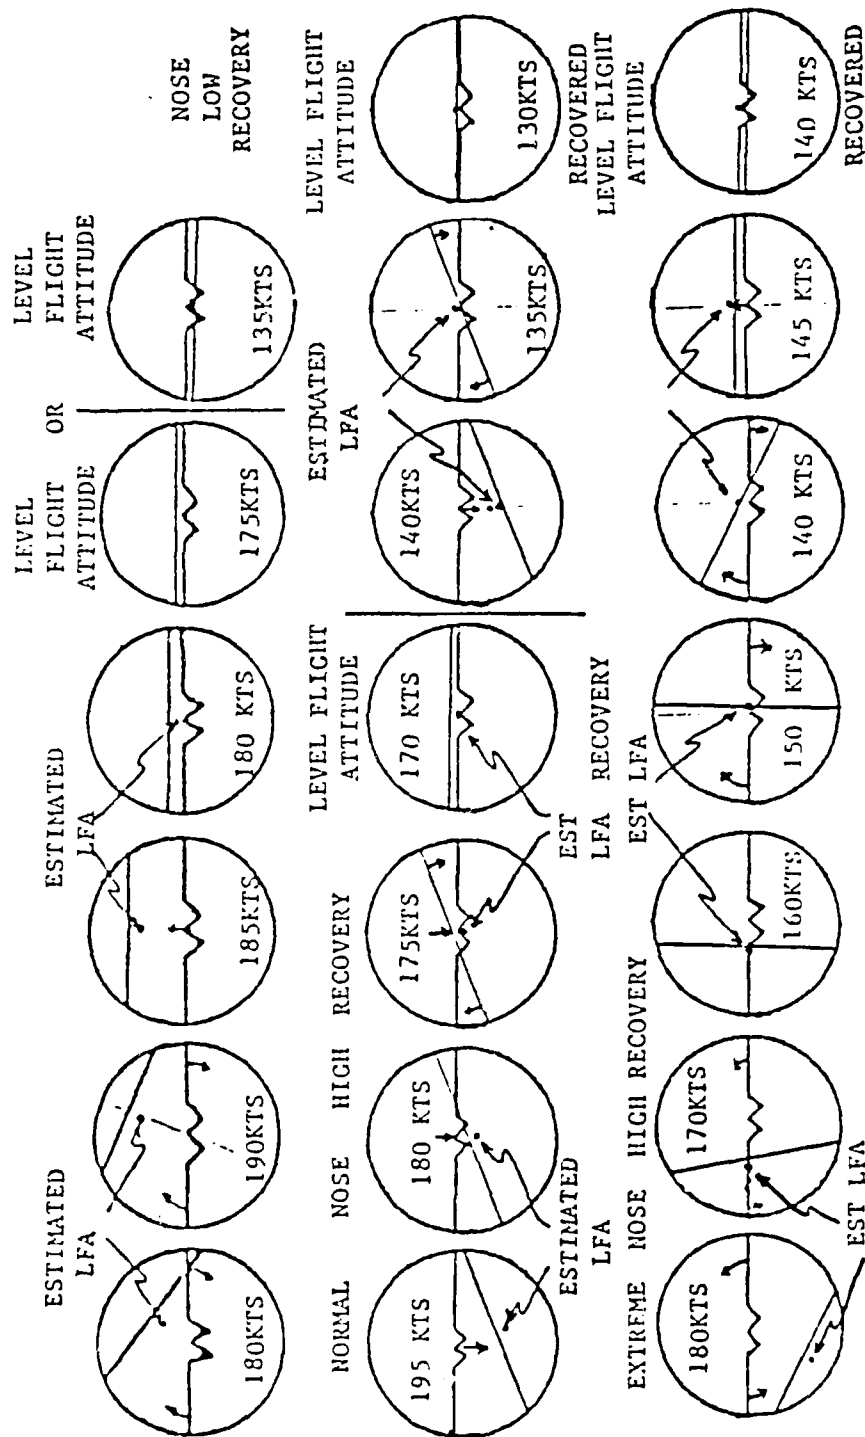 LEVEL
FLIGHT
ATTITUDE
OR
LEVEL
FLIGHT
ATTITUDE
ESTIMATED
LFA
ESTIMATED
LFA
180KTS
190KTS
185KTS
180 KTS
175KTS
135KTS
NOSE
LOW
RECOVERY
NORMAL NOSE HIGH RECOVERY
LEVEL FLIGHT
ATTITUDE
ESTIMATED
LFA
LEVEL FLIGHT
ATTITUDE
195 KTS
180 KTS
175KTS
170 KTS
140KTS
135KTS
130KTS
ESTIMATED
LFA
EST
LFA
RECOVERY
RECOVERED
LEVEL FLIGHT
ATTITUDE
EXTREME NOSE HIGH RECOVERY
EST LFA
180KTS
170KTS
160KTS
150 KTS
140 KTS
145 KTS
140 KTS
EST LFA
RECOVERED